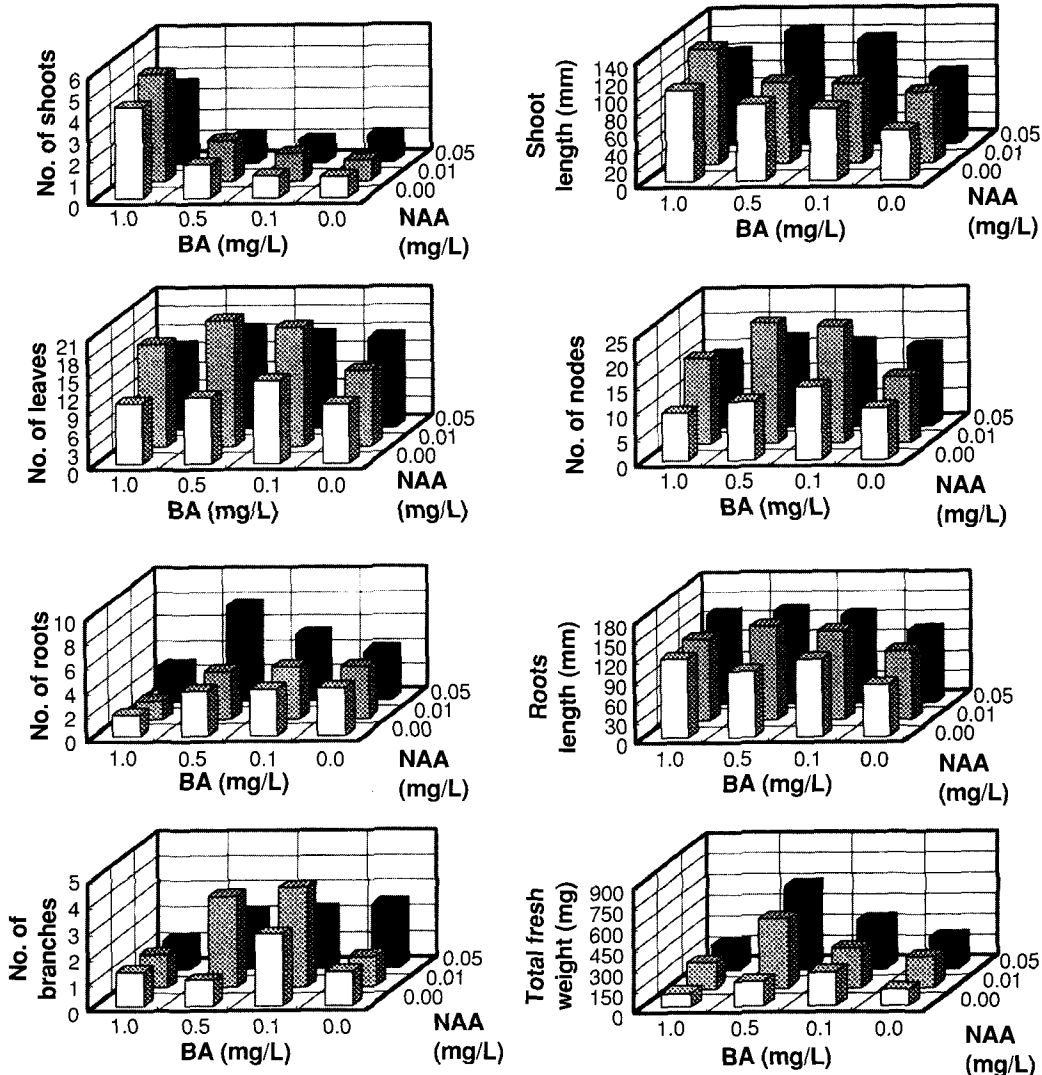 No. of shoots
6
5
4
3
2
1
0
1.0 0.5 0.1 0.0
BA (mg/L)
0.05
0.01
0.00
NAA
(mg/L)
Shoot
length (mm)
140
120
100
80
60
40
20
0
1.0 0.5 0.1 0.0
BA (mg/L)
0.05
0.01
0.00
NAA
(mg/L)
No. of leaves
21
18
15
12
9
6
3
0
1.0 0.5 0.1 0.0
BA (mg/L)
0.05
0.01
0.00
NAA
(mg/L)
No. of nodes
25
20
15
10
5
0
1.0 0.5 0.1 0.0
BA (mg/L)
0.05
0.01
0.00
NAA
(mg/L)
No. of roots
10
8
6
4
2
0
1.0 0.5 0.1 0.0
BA (mg/L)
0.05
0.01
0.00
NAA
(mg/L)
Roots
length (mm)
180
150
120
90
60
30
0
1.0 0.5 0.1 0.0
BA (mg/L)
0.05
0.01
0.00
NAA
(mg/L)
No. of
branches
5
4
3
2
1
0
1.0 0.5 0.1 0.0
BA (mg/L)
0.05
0.01
0.00
NAA
(mg/L)
Total fresh
weight (mg)
900
750
600
450
300
150
0
1.0 0.5 0.1 0.0
BA (mg/L)
0.05
0.01
0.00
NAA
(mg/L)